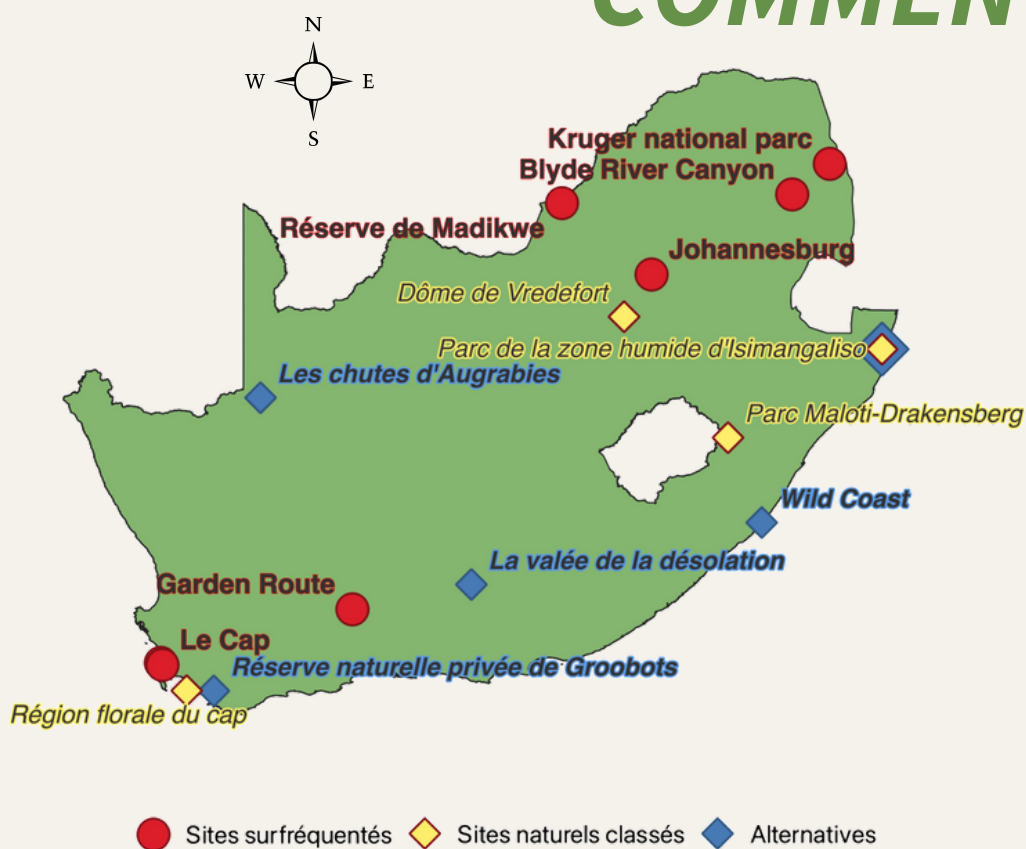 COMMEN
N
W E
S
Kruger national parc
Blyde River Canyon
Réserve de Madikwe
Johannesburg
Dôme de Vredefort
Parc de la zone humide d'Isimangaliso
Les chutes d'Augrabies
Parc Maloti-Drakensberg
Wild Coast
La valée de la désolation
Garden Route
Le Cap
Réserve naturelle privée de Groobots
Région florale du cap
Sites surfréquentés Sites naturels classés Alternatives